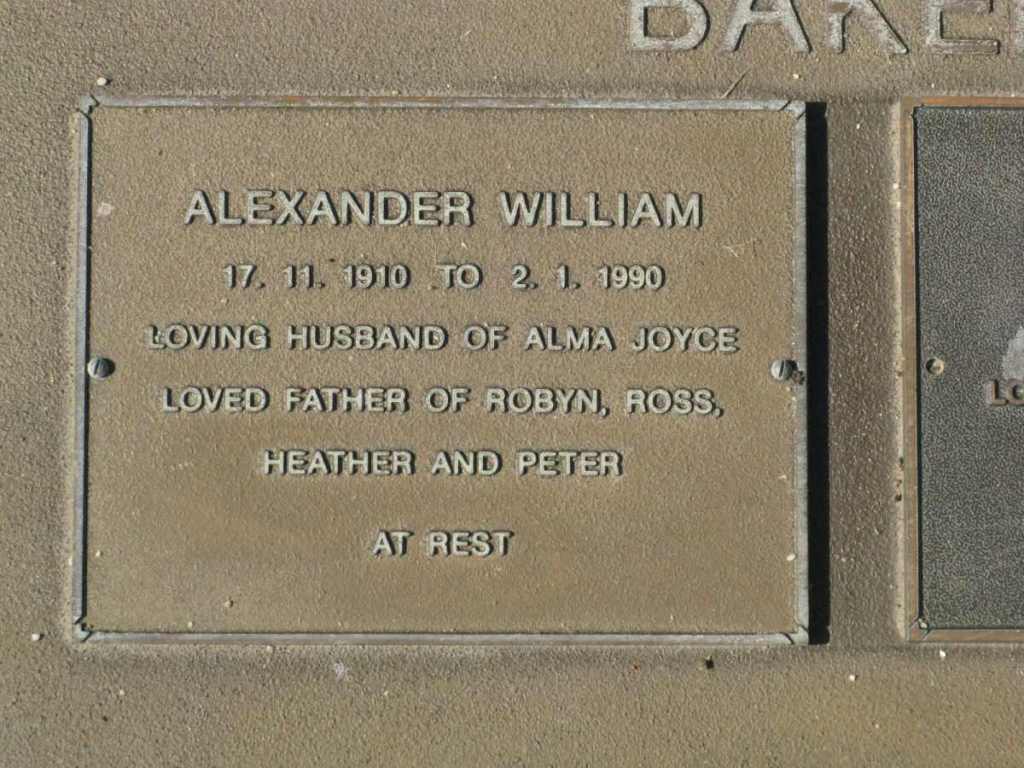 ALEXANDER WILLIAM
17. 11. 1910 TO 2. 1. 1990
LOVING HUSBAND OF ALMA JOYCE
LOVED FATHER OF ROBYN, ROSS,
HEATHER AND PETER
AT REST